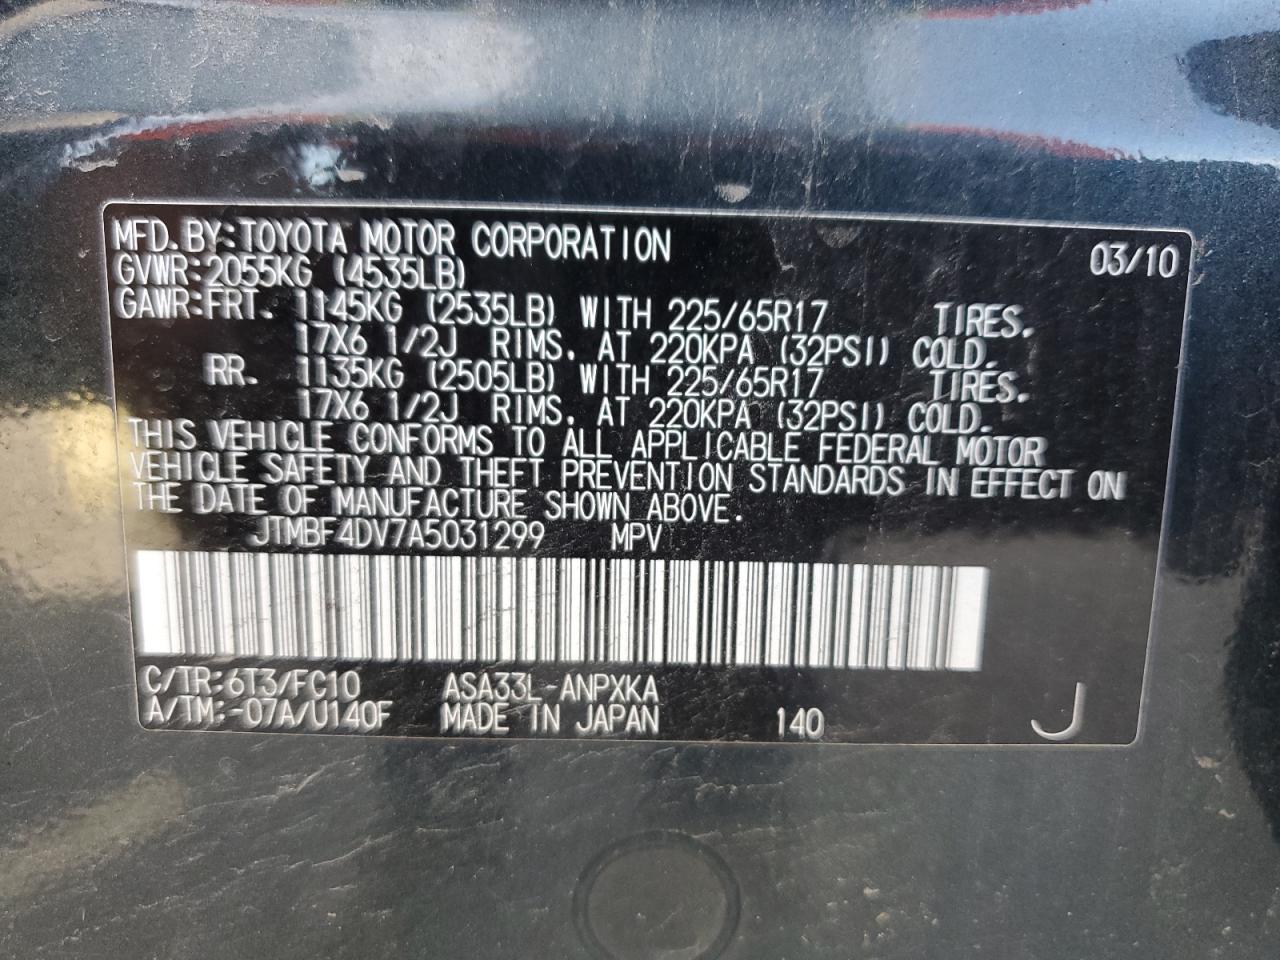 MFD. BY: TOYOTA MOTOR CORPORATION 03/10
GVWR: 2055KG (4535LB)
GAWR: FRT. 1145KG (2535LB) WITH 225/65R17 TIRES.
17X6 1/2J RIMS. AT 220KPA (32PSI) COLD.
RR. 1135KG (2505LB) WITH 225/65R17 TIRES.
17X6 1/2J RIMS. AT 220KPA (32PSI) COLD.
THIS VEHICLE CONFORMS TO ALL APPLICABLE FEDERAL MOTOR
VEHICLE SAFETY AND THEFT PREVENTION STANDARDS IN EFFECT ON
THE DATE OF MANUFACTURE SHOWN ABOVE.
JTMBF4DV7A5031299 MPV
C/TR: 6T3/FC10 ASA33L-ANPXKA
A/TM: -07A/U140F MADE IN JAPAN 140 J